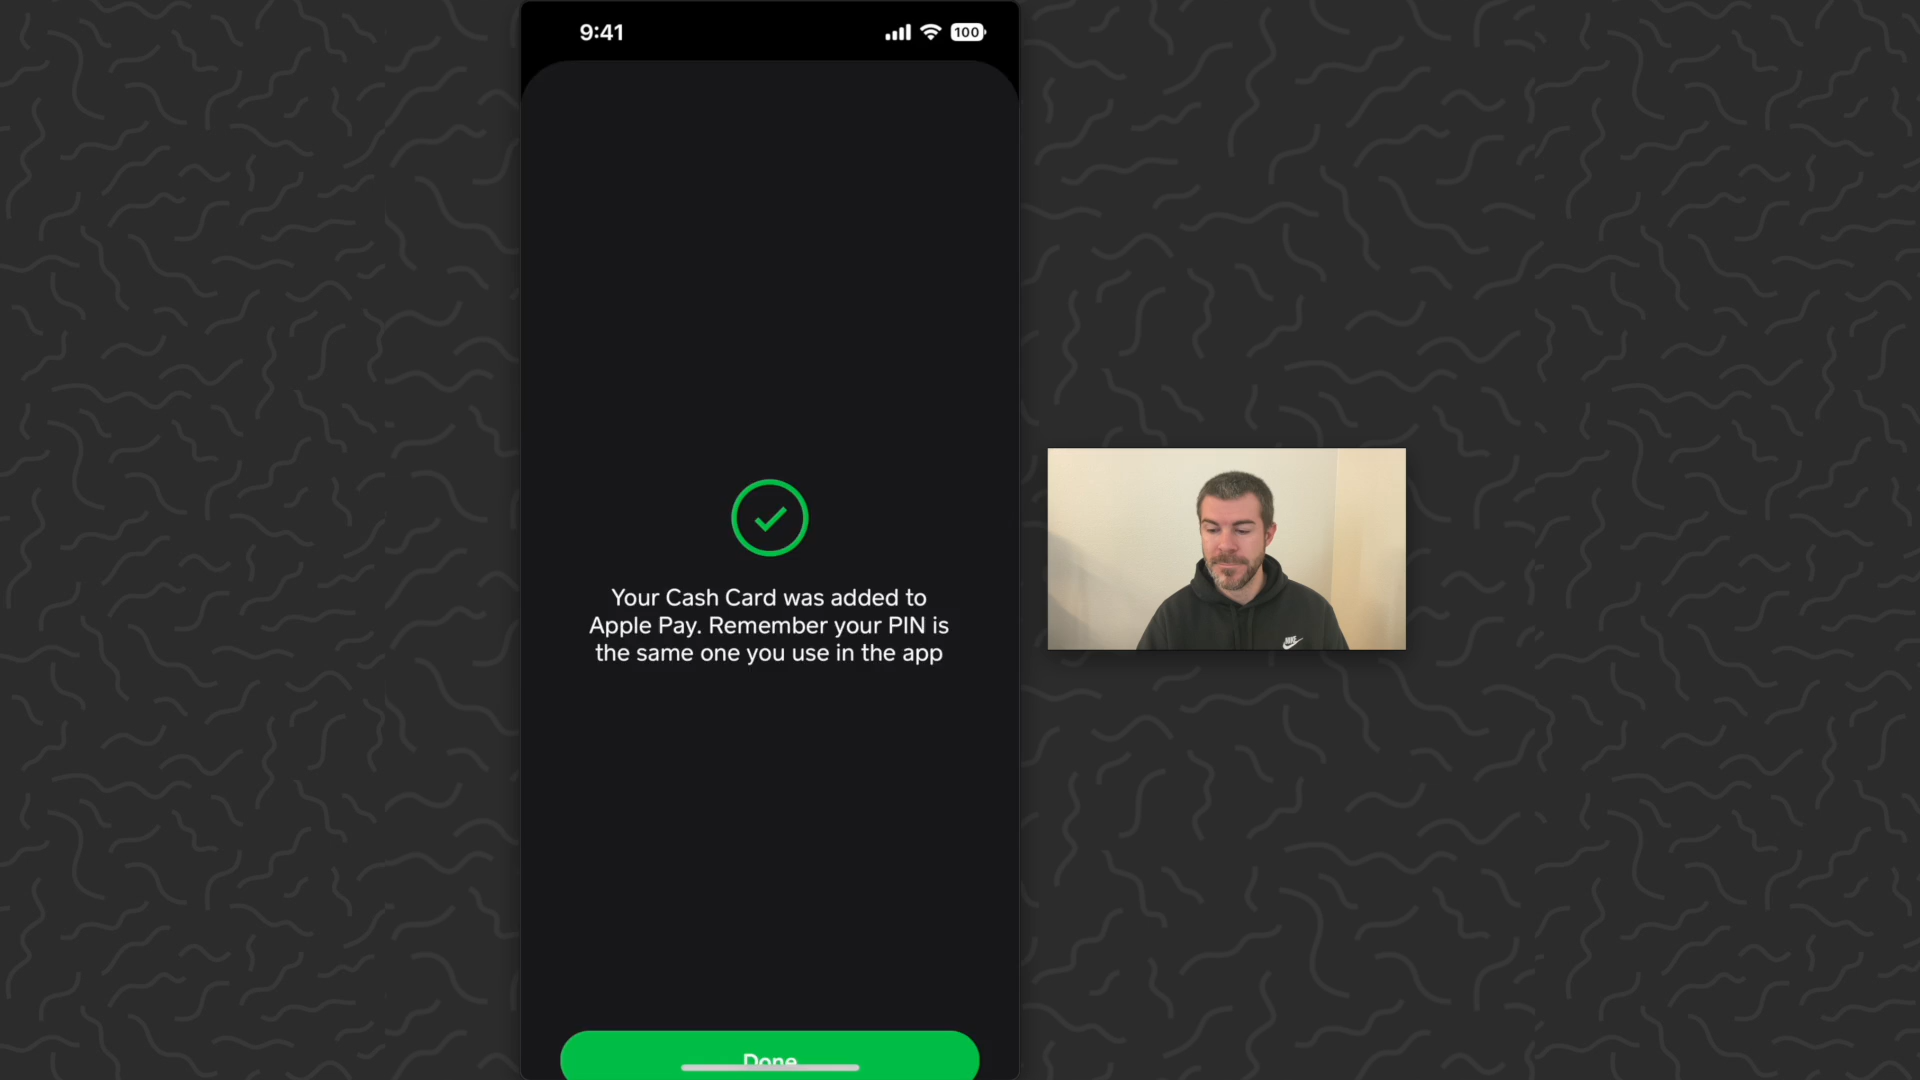 9:41
100
Your Cash Card was added to
Apple Pay. Remember your PIN is
the same one you use in the app
NIKE
Done